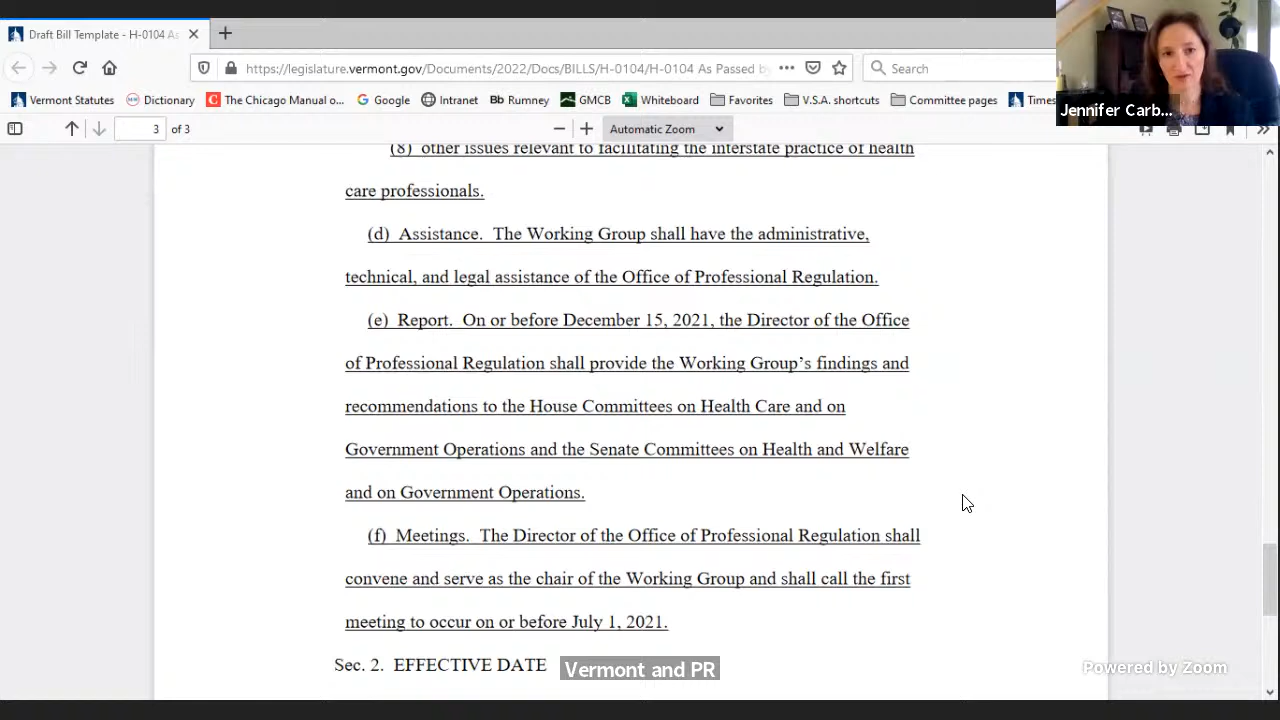 Draft Bill Template - H-0104 As
https://legislature.vermont.gov/Documents/2022/Docs/BILLS/H-0104/H-0104 As Passed by
Search
Vermont Statutes
Dictionary
The Chicago Manual o...
Google
Intranet
Bb Rumney
GMCB
Whiteboard
Favorites
V.S.A. shortcuts
Committee pages
Times
Jennifer Carb...
3 of 3
Automatic Zoom
(8) other issues relevant to facilitating the interstate practice of health
care professionals.
(d) Assistance. The Working Group shall have the administrative,
technical, and legal assistance of the Office of Professional Regulation.
(e) Report. On or before December 15, 2021, the Director of the Office
of Professional Regulation shall provide the Working Group’s findings and
recommendations to the House Committees on Health Care and on
Government Operations and the Senate Committees on Health and Welfare
and on Government Operations.
(f) Meetings. The Director of the Office of Professional Regulation shall
convene and serve as the chair of the Working Group and shall call the first
meeting to occur on or before July 1, 2021.
Sec. 2. EFFECTIVE DATE
Vermont and PR
Powered by Zoom